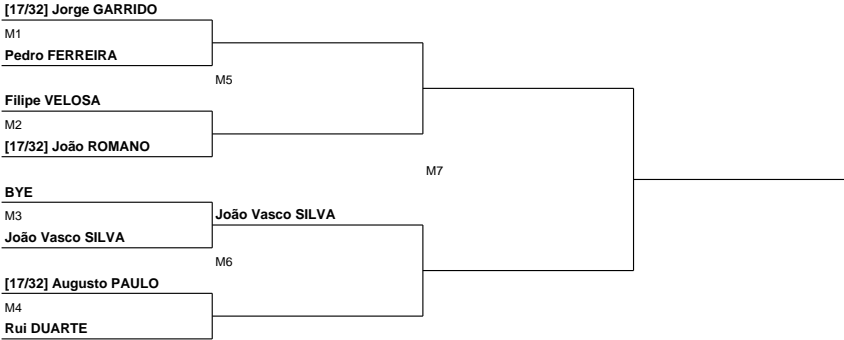 [17/32] Jorge GARRIDO
M1
Pedro FERREIRA
M5
Filipe VELOSA
M2
[17/32] João ROMANO
M7
BYE
M3
João Vasco SILVA
João Vasco SILVA
M6
[17/32] Augusto PAULO
M4
Rui DUARTE